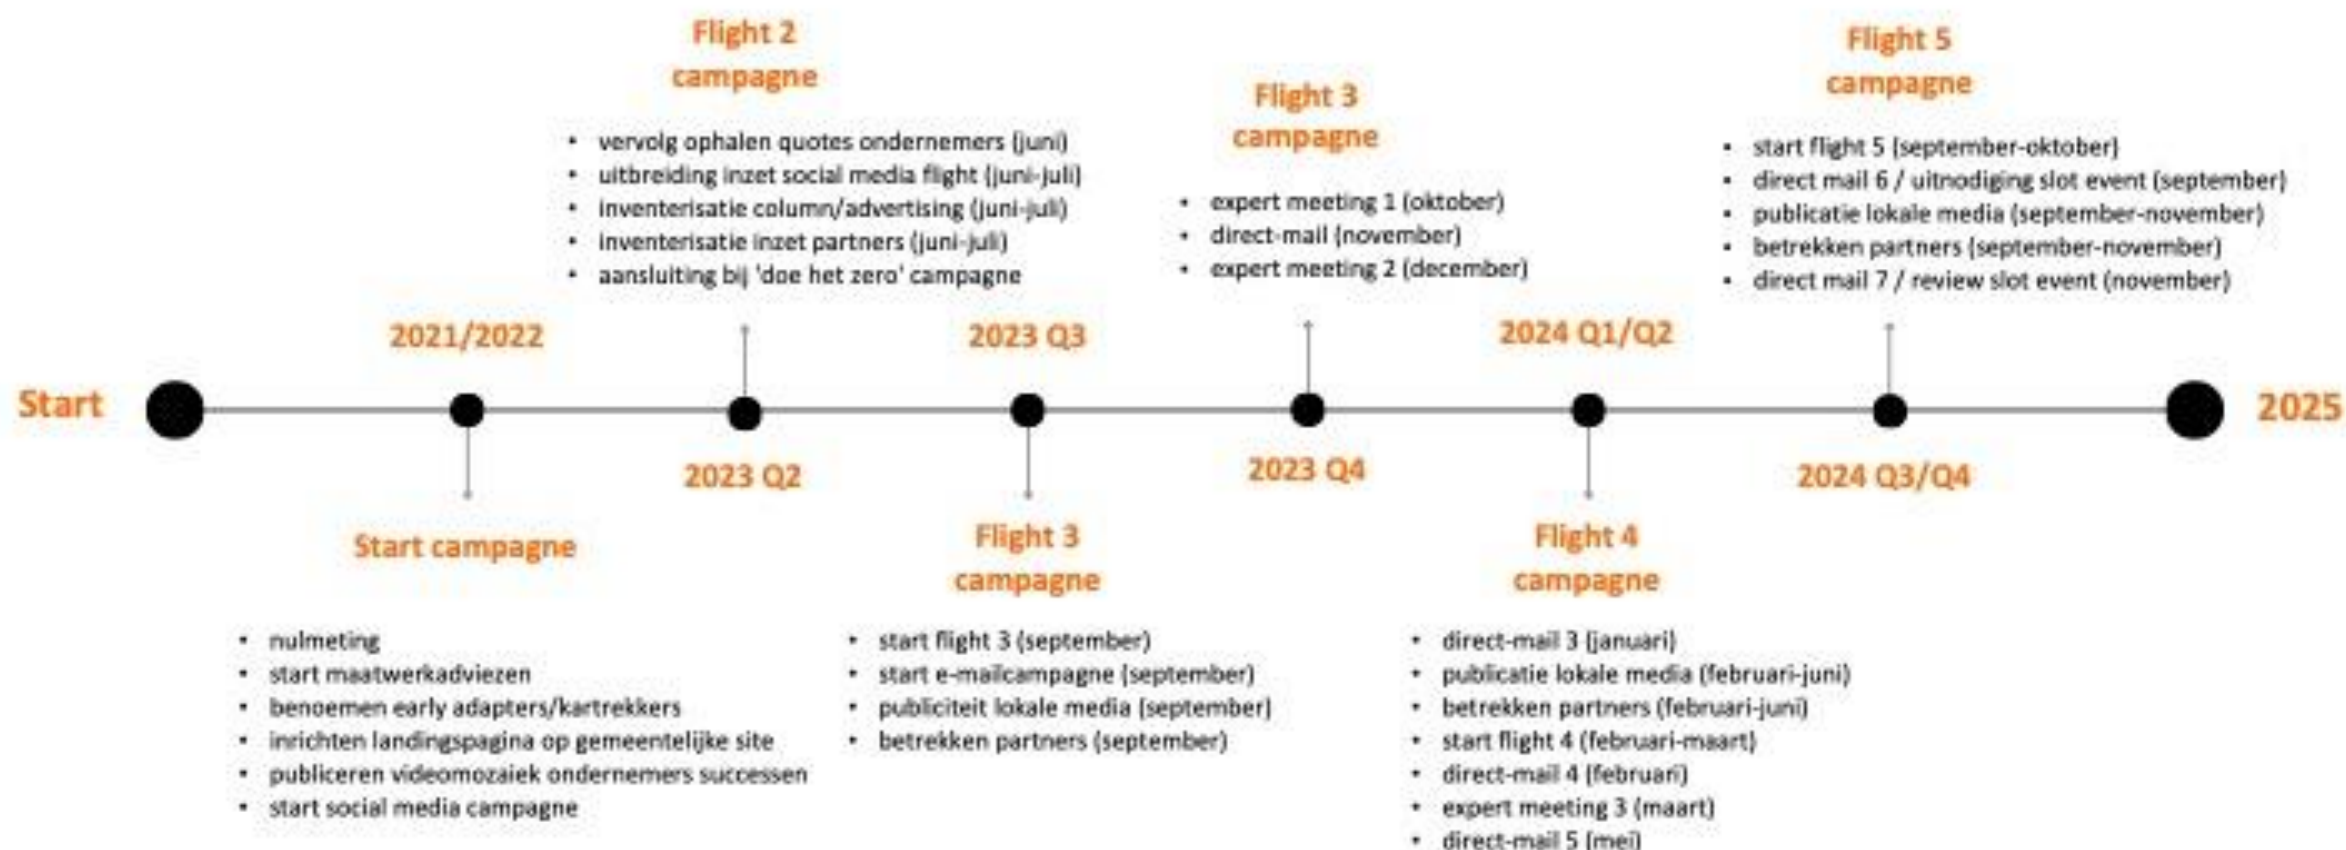 Start
2021/2022
Start campagne
• nulmeting
• start maatwerkadviezen
• benoemen early adapters/kartrekkers
• inrichten landingspagina op gemeentelijke site
• publiceren videomozaiek ondernemers successen
• start social media campagne
Flight 2
campagne
• vervolg ophalen quotes ondernemers (juni)
• uitbreiding inzet social media flight (juni-juli)
• inventerisatie column/advertising (juni-juli)
• inventerisatie inzet partners (juni-juli)
• aansluiting bij 'doe het zero' campagne
2023 Q2
2023 Q3
Flight 3
campagne
• start flight 3 (september)
• start e-mailcampagne (september)
• publiciteit lokale media (september)
• betrekken partners (september)
Flight 3
campagne
• expert meeting 1 (oktober)
• direct-mail (november)
• expert meeting 2 (december)
2023 Q4
2024 Q1/Q2
Flight 4
campagne
• direct-mail 3 (januari)
• publicatie lokale media (februari-juni)
• betrekken partners (februari-juni)
• start flight 4 (februari-maart)
• direct-mail 4 (februari)
• expert meeting 3 (maart)
• direct-mail 5 (mei)
Flight 5
campagne
• start flight 5 (september-oktober)
• direct mail 6 / uitnodiging slot event (september)
• publicatie lokale media (september-november)
• betrekken partners (september-november)
• direct mail 7 / review slot event (november)
2024 Q3/Q4
2025